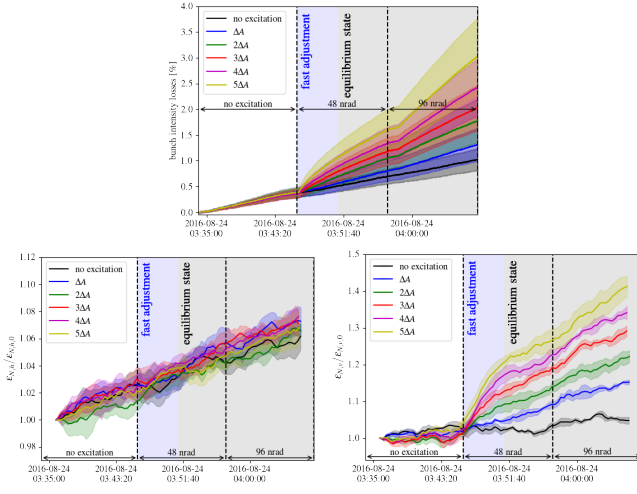 4.0
3.5
3.0
2.5
2.0
1.5
1.0
0.5
0.0
bunch intensity losses [%]
no excitation
ΔA
2ΔA
3ΔA
4ΔA
5ΔA
fast adjustment
equilibrium state
no excitation
48 nrad
96 nrad
2016-08-24
03:35:00
2016-08-24
03:43:20
2016-08-24
03:51:40
2016-08-24
04:00:00
1.12
1.10
1.08
1.06
1.04
1.02
1.00
0.98
εN,h/εN,h,0
no excitation
ΔA
2ΔA
3ΔA
4ΔA
5ΔA
fast adjustment
equilibrium state
no excitation
48 nrad
96 nrad
2016-08-24
03:35:00
2016-08-24
03:43:20
2016-08-24
03:51:40
2016-08-24
04:00:00
1.5
1.4
1.3
1.2
1.1
1.0
εN,v/εN,v,0
no excitation
ΔA
2ΔA
3ΔA
4ΔA
5ΔA
fast adjustment
equilibrium state
no excitation
48 nrad
96 nrad
2016-08-24
03:35:00
2016-08-24
03:43:20
2016-08-24
03:51:40
2016-08-24
04:00:00